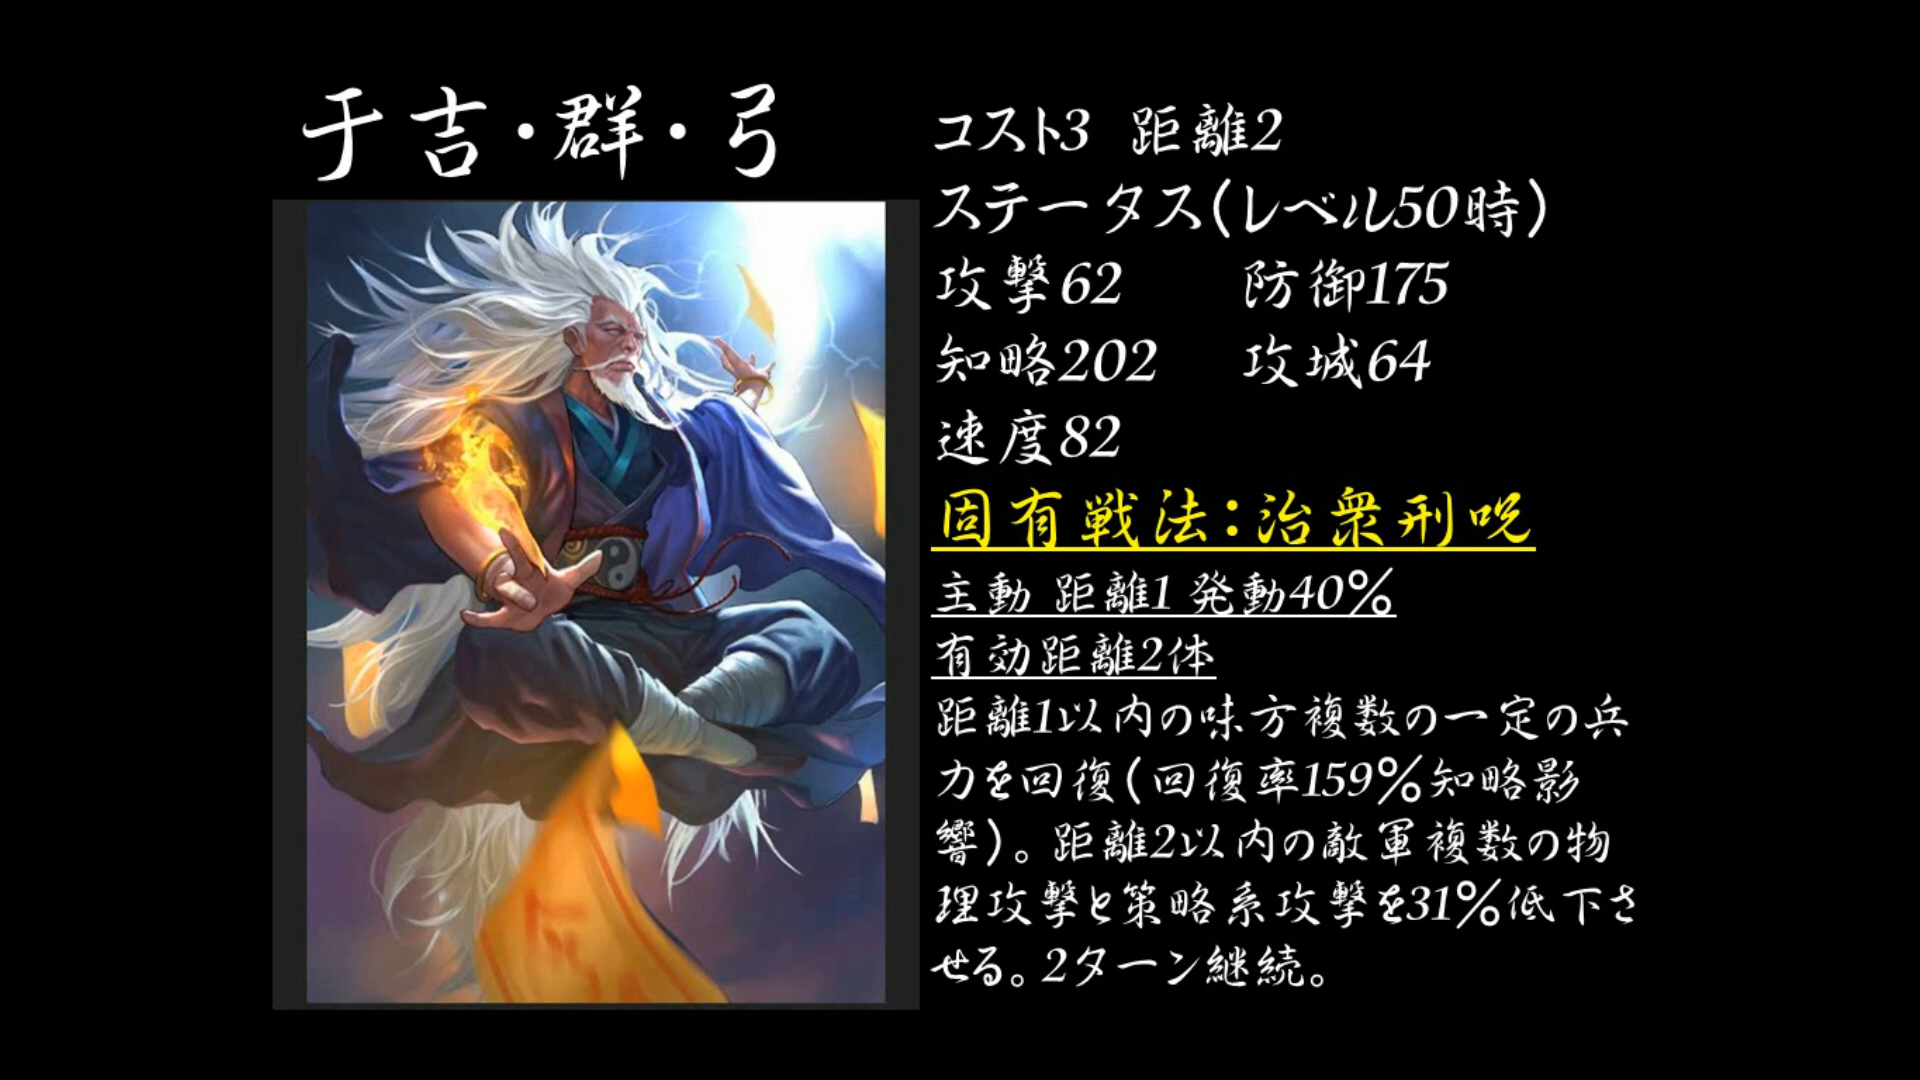 于吉・群・弓
コスト3 距離2
ステータス(レベル50時)
攻撃62 防御175
知略202 攻城64
速度82
固有戦法:治衆刑呪
主動 距離1 発動40%
有効距離2体
距離1以内の味方複数の一定の兵
力を回復(回復率159%知略影
響)。距離2以内の敵軍複数の物
理攻撃と策略系攻撃を31%低下さ
せる。2ターン継続。